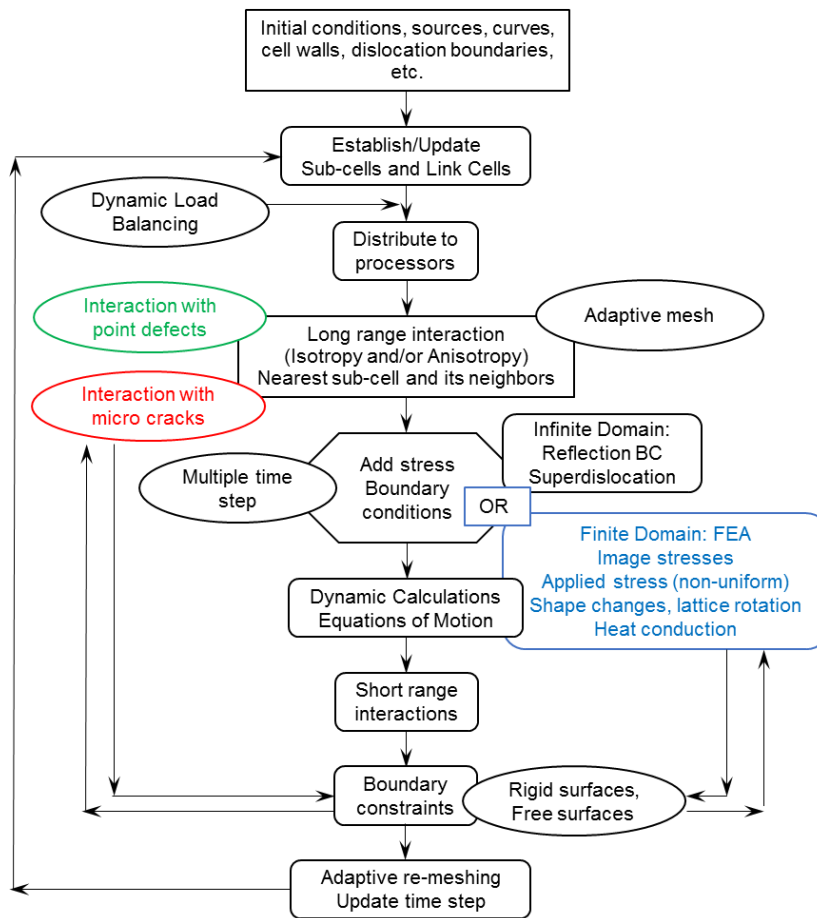 Initial conditions, sources, curves,
cell walls, dislocation boundaries,
etc.
Establish/Update
Sub-cells and Link Cells
Dynamic Load
Balancing
Distribute to
processors
Interaction with
point defects
Adaptive mesh
Long range interaction
(Isotropy and/or Anisotropy)
Nearest sub-cell and its neighbors
Interaction with
micro cracks
Infinite Domain:
Reflection BC
Superdislocation
Multiple time
step
Add stress
Boundary
conditions
OR
Finite Domain: FEA
Image stresses
Applied stress (non-uniform)
Shape changes, lattice rotation
Heat conduction
Dynamic Calculations
Equations of Motion
Short range
interactions
Boundary
constraints
Rigid surfaces,
Free surfaces
Adaptive re-meshing
Update time step